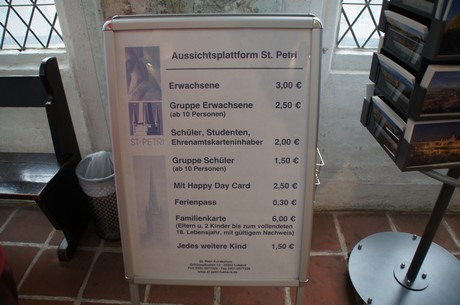 Aussichtsplattform St. Petri
Erwachsene 3,00 €
Gruppe Erwachsene 2,50 €
(ab 10 Personen)
Schüler, Studenten,
Ehrenamtskarteninhaber 2,00 €
ST·PETRI
Gruppe Schüler 1,50 €
(ab 10 Personen)
Mit Happy Day Card 2,50 €
Ferienpass 0,30 €
Familienkarte 6,00 €
(Eltern u. 2 Kinder bis zum vollendeten
18. Lebensjahr, mit gültigem Nachweis)
Jedes weitere Kind 1,50 €